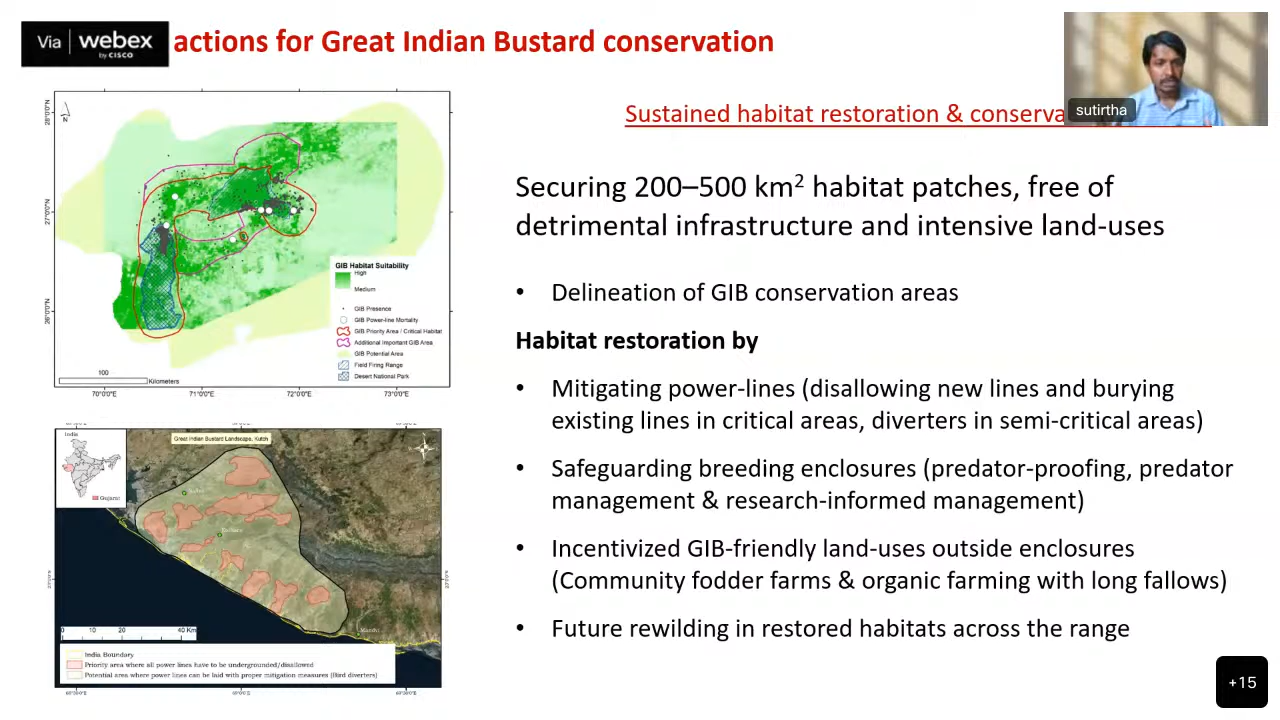 Via webex
by CISCO
actions for Great Indian Bustard conservation
sutirtha
Sustained habitat restoration & conserva
Securing 200–500 km² habitat patches, free of
detrimental infrastructure and intensive land-uses
• Delineation of GIB conservation areas
Habitat restoration by
• Mitigating power-lines (disallowing new lines and burying
existing lines in critical areas, diverters in semi-critical areas)
• Safeguarding breeding enclosures (predator-proofing, predator
management & research-informed management)
• Incentivized GIB-friendly land-uses outside enclosures
(Community fodder farms & organic farming with long fallows)
• Future rewilding in restored habitats across the range
+15
N
28°0'0"N
27°0'0"N
26°0'0"N
GIB Habitat Suitability
High
Medium
GIB Presence
GIB Power-line Mortality
GIB Priority Area / Critical Habitat
Additional Important GIB Area
GIB Potential Area
Field Firing Range
Desert National Park
100
Kilometers
70°0'0"E 71°0'0"E 72°0'0"E 73°0'0"E
India
Gujarat
Great Indian Bustard Landscape, Kutch
Mandvi
0 10 20 40 Km
India Boundary
Priority area where all power lines have to be undergrounded/disallowed
Potential area where power lines can be laid with proper mitigation measures (Bird diverters)